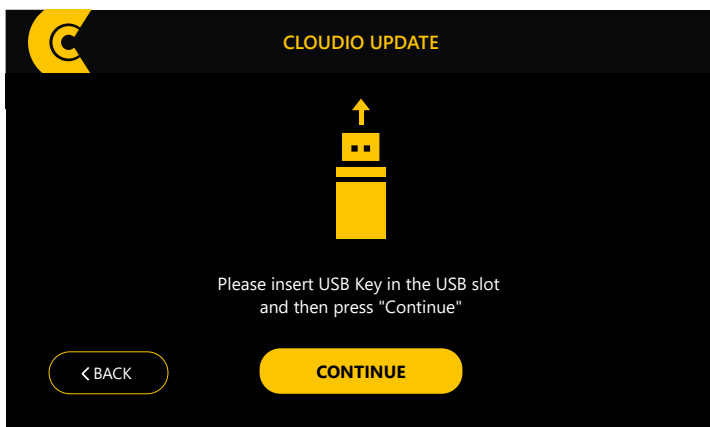 CLOUDIO UPDATE
Please insert USB Key in the USB slot
and then press "Continue"
BACK
CONTINUE